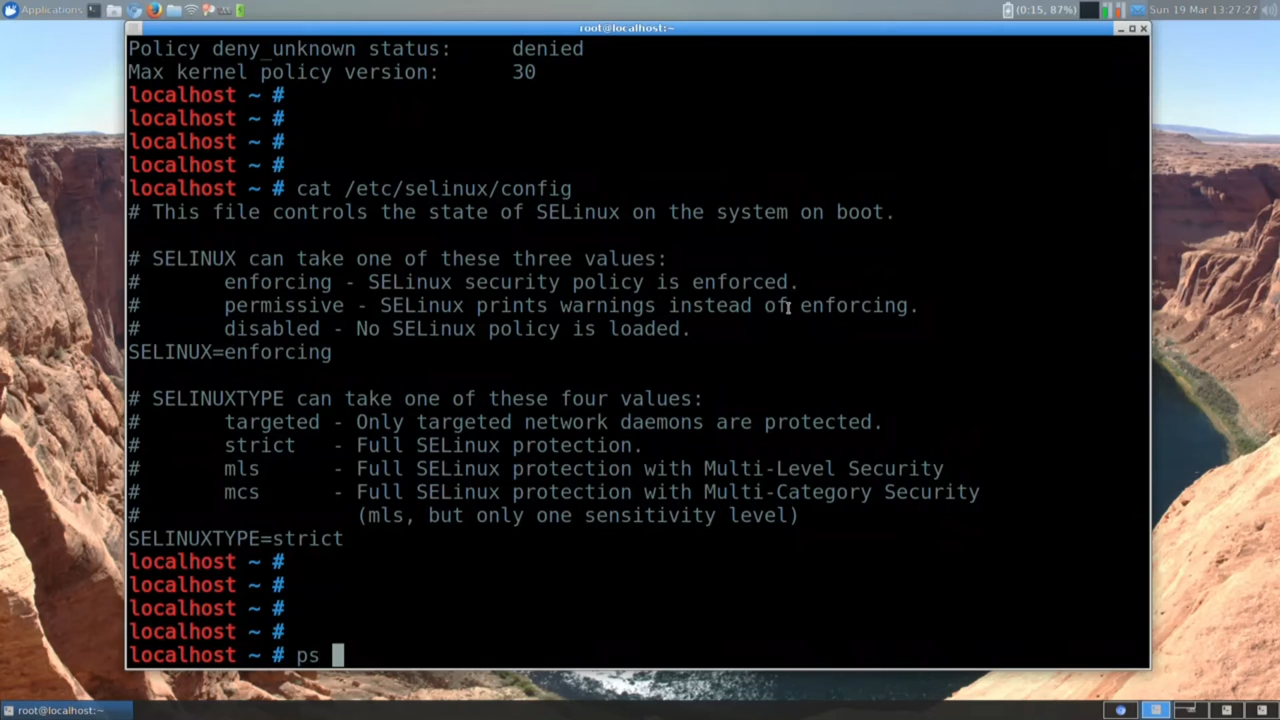 Applications
(0:15, 87%)
Sun 19 Mar 13:27:27
root@localhost:~
Policy deny_unknown status:     denied
Max kernel policy version:      30
localhost ~ #
localhost ~ #
localhost ~ #
localhost ~ #
localhost ~ # cat /etc/selinux/config
# This file controls the state of SELinux on the system on boot.
# SELINUX can take one of these three values:
#       enforcing - SELinux security policy is enforced.
#       permissive - SELinux prints warnings instead of enforcing.
#       disabled - No SELinux policy is loaded.
SELINUX=enforcing
# SELINUXTYPE can take one of these four values:
#       targeted - Only targeted network daemons are protected.
#       strict   - Full SELinux protection.
#       mls      - Full SELinux protection with Multi-Level Security
#       mcs      - Full SELinux protection with Multi-Category Security
#                  (mls, but only one sensitivity level)
SELINUXTYPE=strict
localhost ~ #
localhost ~ #
localhost ~ #
localhost ~ #
localhost ~ # ps
root@localhost:~